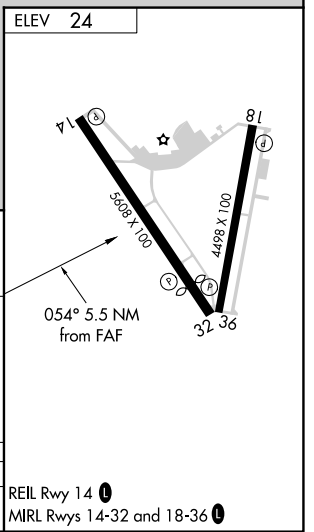 ELEV 24
14
P
18
P
5608 X 100
4498 X 100
P
P
054° 5.5 NM
from FAF
32 36
REIL Rwy 14 L
MIRL Rwys 14-32 and 18-36 L